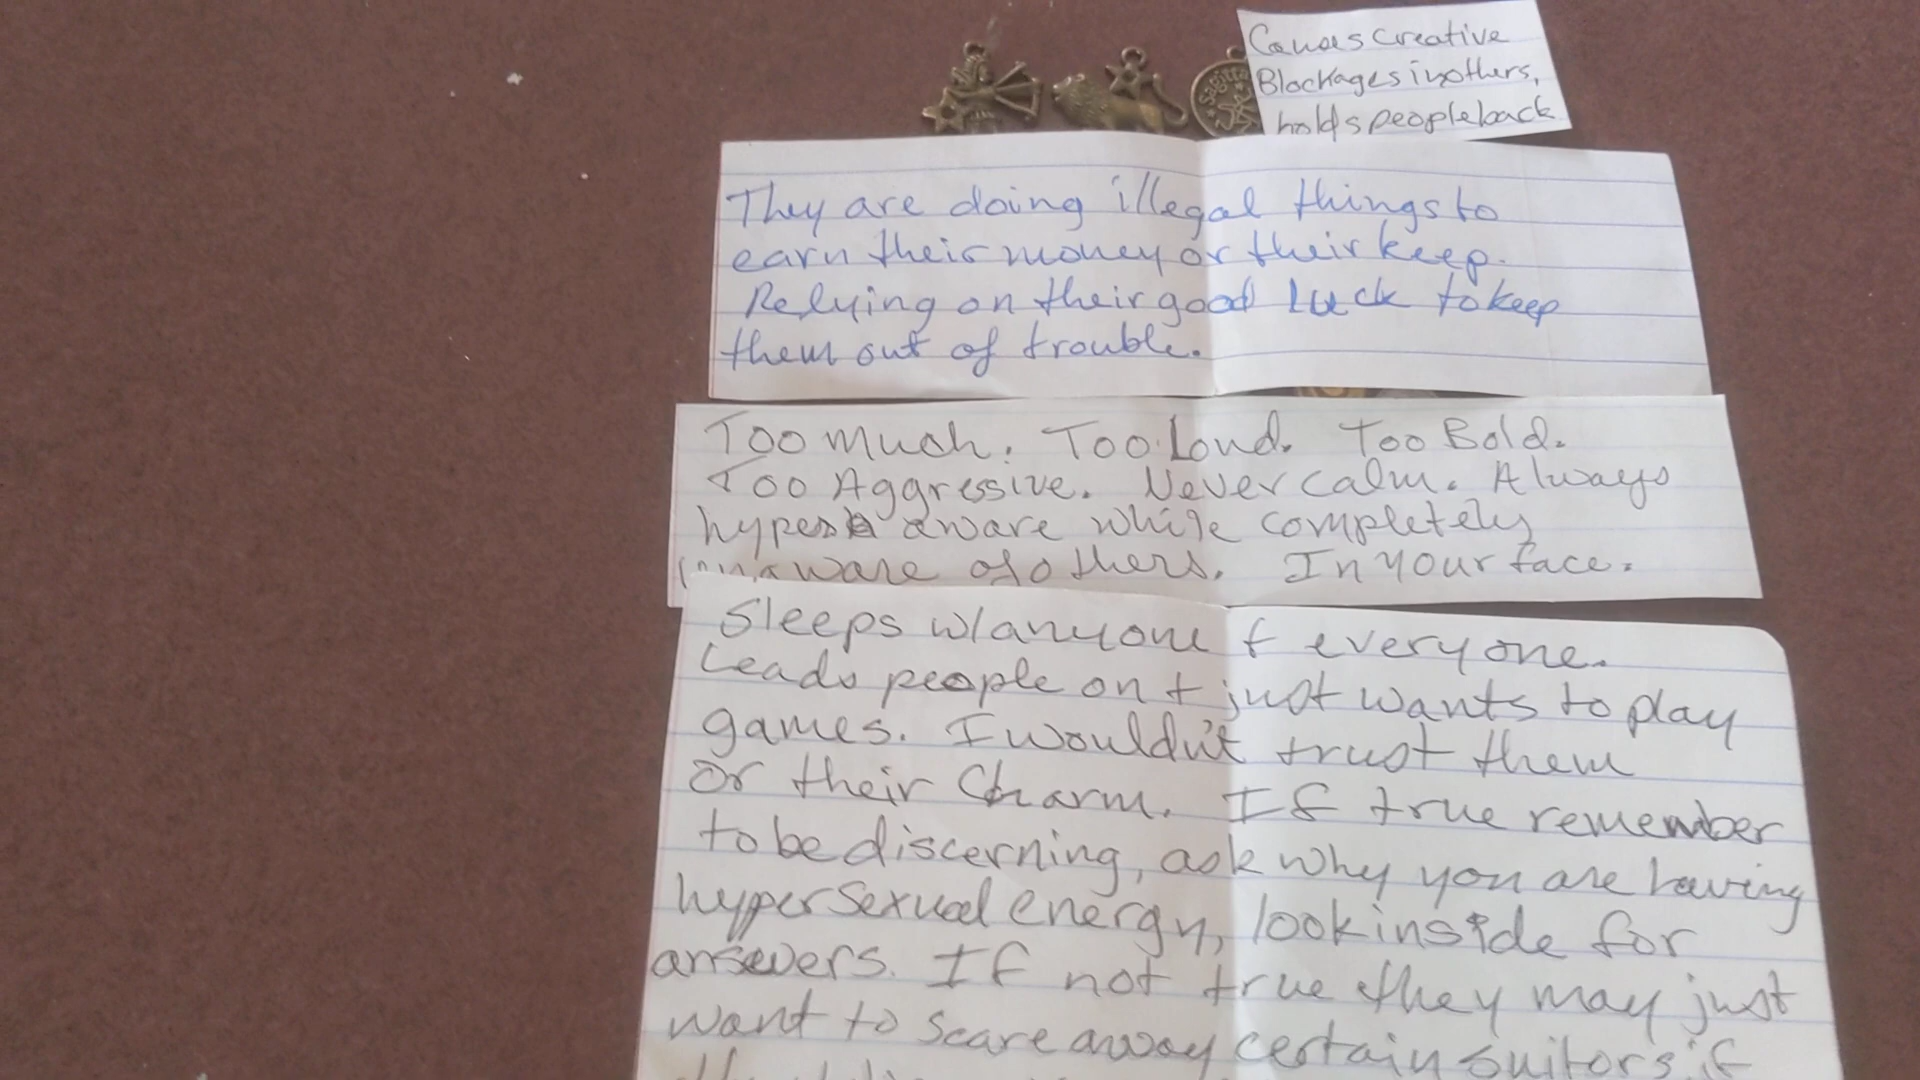 Causes creative
Blockages in others,
holds people back
Sagitta
They are doing illegal things to
earn their money or their keep.
Relying on their good luck to keep
them out of trouble.
Too much. Too Loud. Too Bold.
Too Aggressive. Never calm. Always
hyper aware while completely
unaware of others. In your face.
Sleeps w/anyone & everyone.
Leads people on + just wants to play
games. I wouldn't trust them
or their Charm. If true remember
to be discerning, ask why you are having
hyper sexual energy, look inside for
answers. If not true they may just
want to scare away certain suitors if